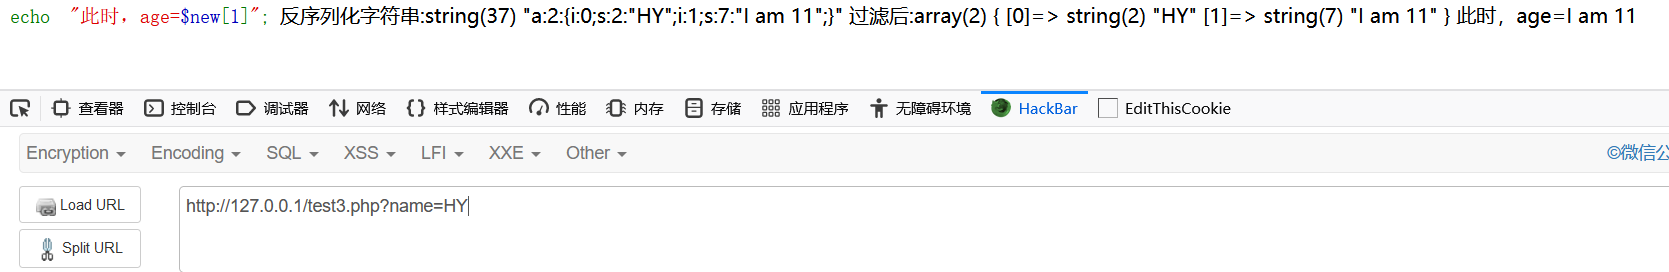 echo "此时，age=$new[1]"; 反序列化字符串:string(37) "a:2:{i:0;s:2:"HY";i:1;s:7:"I am 11";}" 过滤后:array(2) { [0]=> string(2) "HY" [1]=> string(7) "I am 11" } 此时，age=I am 11
查看器 控制台 调试器 网络 样式编辑器 性能 内存 存储 应用程序 无障碍环境 HackBar EditThisCookie
Encryption Encoding SQL XSS LFI XXE Other ©微信公
Load URL http://127.0.0.1/test3.php?name=HY
Split URL